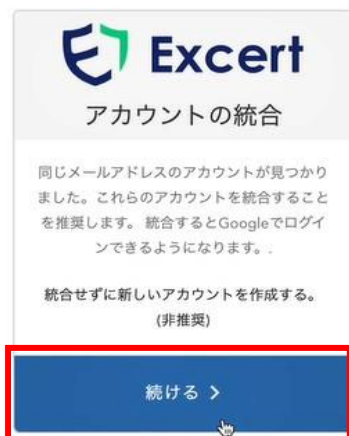 Excert
アカウントの統合
同じメールアドレスのアカウントが見つかり
ました。これらのアカウントを統合すること
を推奨します。 統合するとGoogleでログイ
ンできるようになります。.
統合せずに新しいアカウントを作成する。
(非推奨)
続ける >